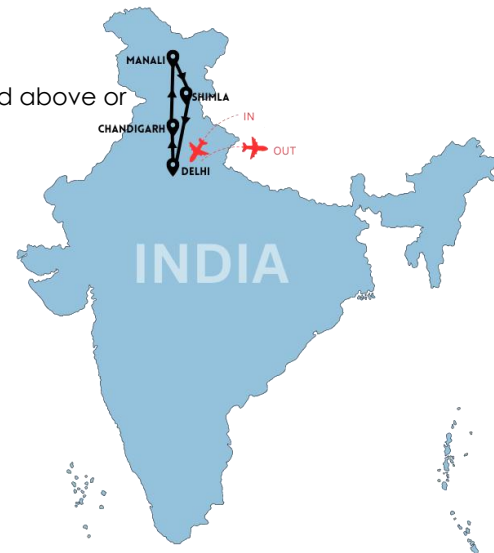 MANALI
d above or
SHIMLA
IN
CHANDIGARH
OUT
DELHI
INDIA